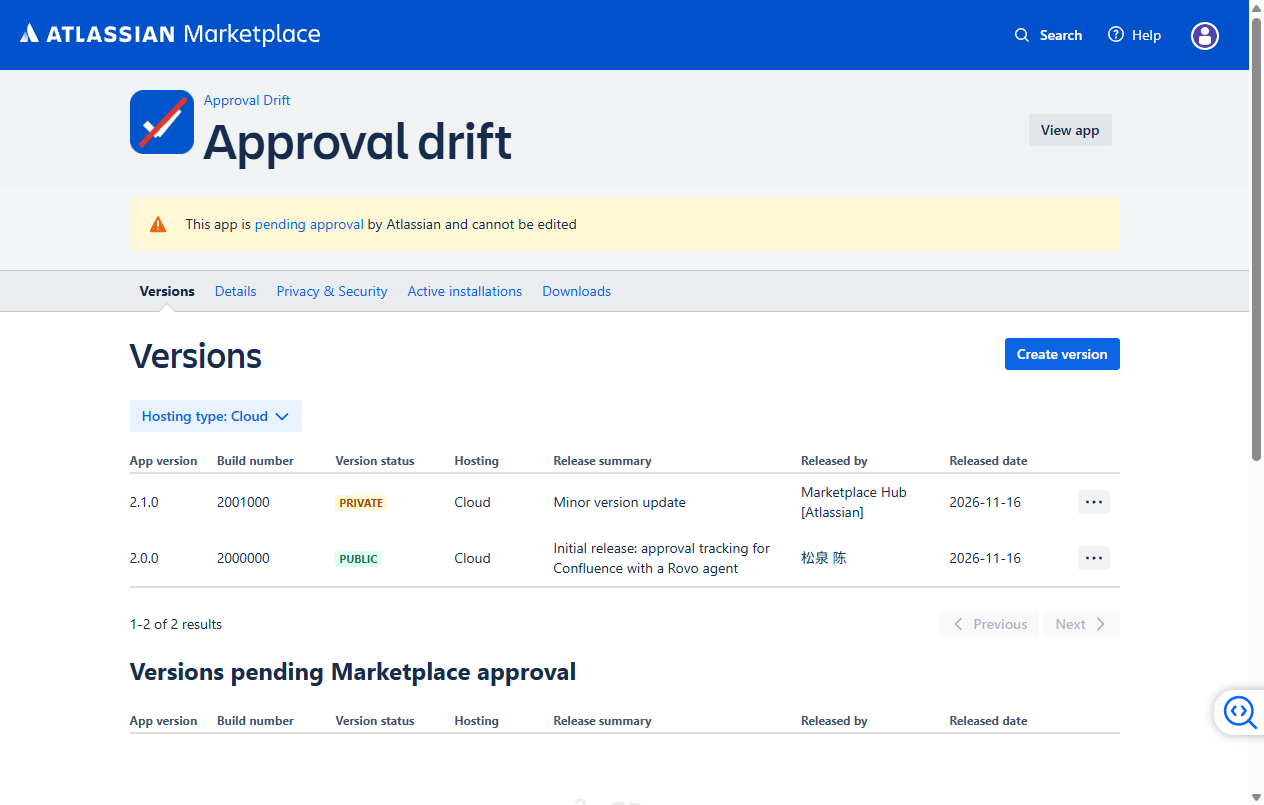 ATLASSIAN Marketplace
Search
Help
Approval Drift
Approval drift
View app
This app is pending approval by Atlassian and cannot be edited
Versions Details Privacy & Security Active installations Downloads
Versions
Create version
Hosting type: Cloud
App version Build number Version status Hosting Release summary Released by Released date
2.1.0 2001000 PRIVATE Cloud Minor version update Marketplace Hub [Atlassian] 2026-11-16
2.0.0 2000000 PUBLIC Cloud Initial release: approval tracking for Confluence with a Rovo agent 松泉 陈 2026-11-16
1-2 of 2 results
Previous Next
Versions pending Marketplace approval
App version Build number Version status Hosting Release summary Released by Released date